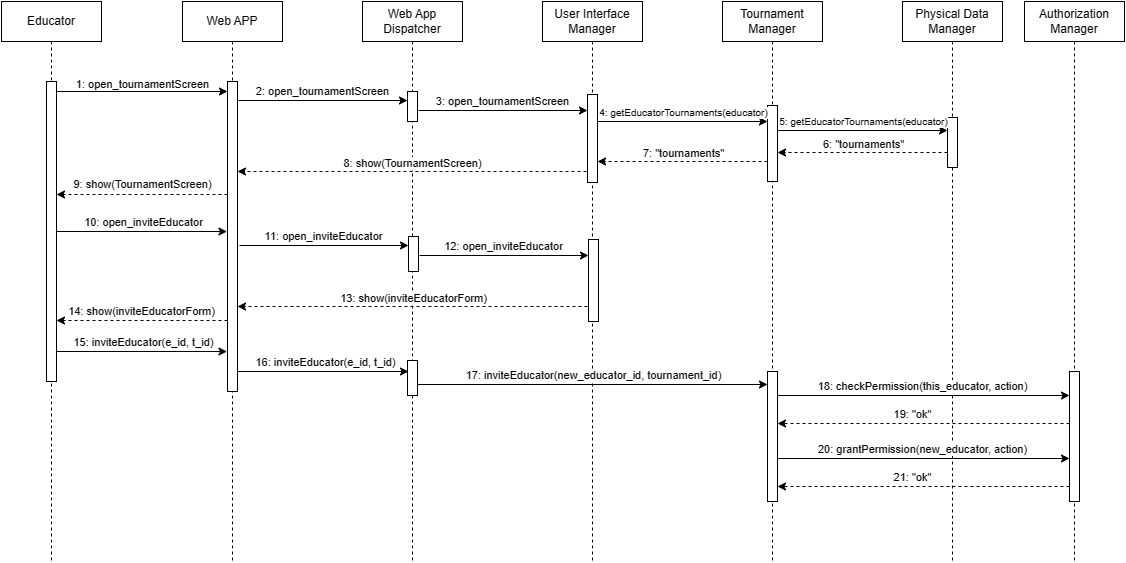 Educator
Web APP
Web App
Dispatcher
User Interface
Manager
Tournament
Manager
Physical Data
Manager
Authorization
Manager
1: open_tournamentScreen
2: open_tournamentScreen
3: open_tournamentScreen
4: getEducatorTournaments(educator)
5: getEducatorTournaments(educator)
6: "tournaments"
7: "tournaments"
8: show(TournamentScreen)
9: show(TournamentScreen)
10: open_inviteEducator
11: open_inviteEducator
12: open_inviteEducator
13: show(inviteEducatorForm)
14: show(inviteEducatorForm)
15: inviteEducator(e_id, t_id)
16: inviteEducator(e_id, t_id)
17: inviteEducator(new_educator_id, tournament_id)
18: checkPermission(this_educator, action)
19: "ok"
20: grantPermission(new_educator, action)
21: "ok"